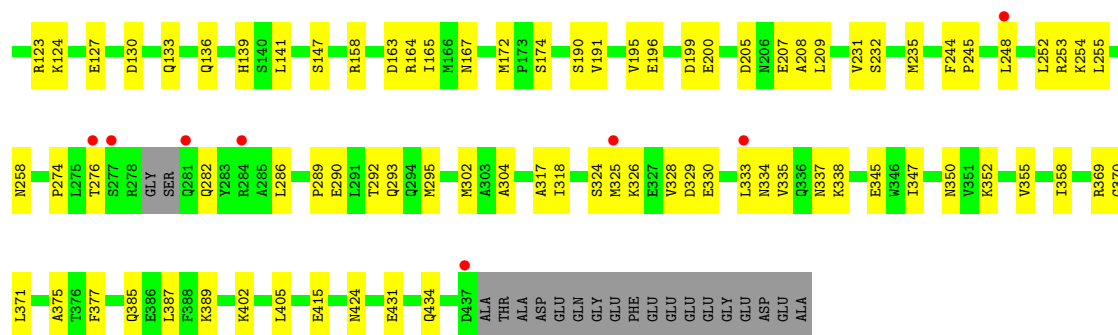 R123 K124 E127 D130 Q133 Q136 H139 S140 L141 S147 R158 D163 R164 I165 M166 N167 M172 P173 S174 S190 V191 V195 E196 D199 E200 D205 N206 E207 A208 L209 V231 S232 M235 F244 P245 L248 L252 R253 K254 L255
N258 P274 L275 T276 S277 R278 GLY SER Q281 Q282 Y283 R284 A285 L286 P289 E290 L291 T292 Q293 Q294 M295 M302 A303 A304 A317 I318 S324 M325 K326 E327 V328 D329 E330 L333 N334 V335 Q336 N337 K338 E345 W346 I347 N350 V351 K352 V355 I358 R369 G370
L371 A375 T376 F377 Q385 E386 L387 F388 K389 K402 L405 E415 N424 E431 Q434 D437 ALA THR ALA ASP GLU GLN GLY GLU PHE GLU GLU GLU GLU GLY GLU ASP GLU ALA